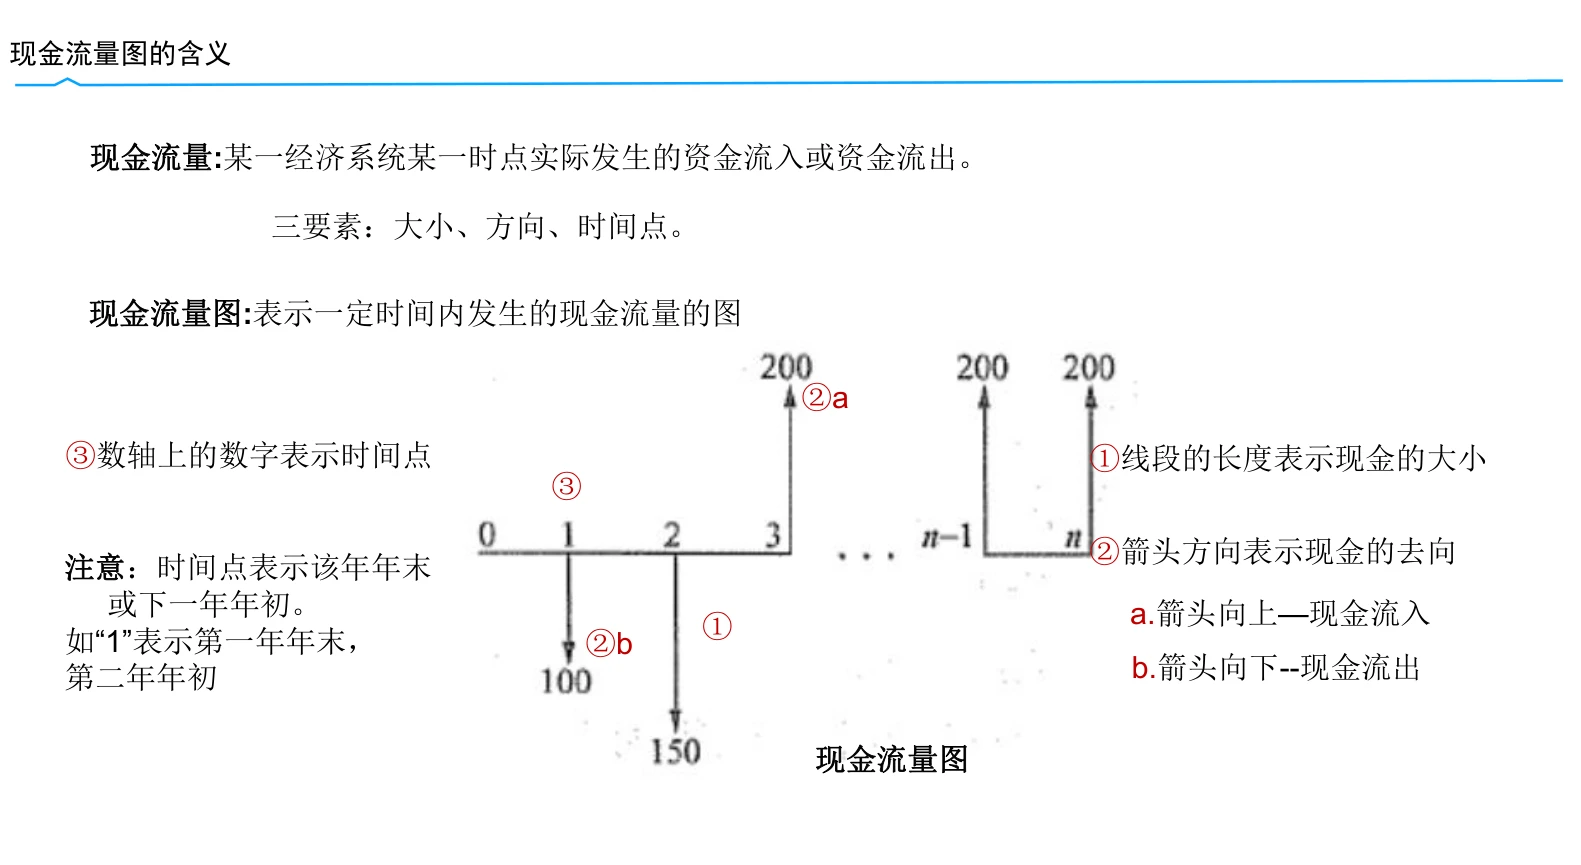 现金流量图的含义
现金流量:某一经济系统某一时点实际发生的资金流入或资金流出。
三要素：大小、方向、时间点。
现金流量图:表示一定时间内发生的现金流量的图
200 200 200
②a
③数轴上的数字表示时间点
①线段的长度表示现金的大小
③
0 1 2 3 ··· n–1 n
②箭头方向表示现金的去向
注意：时间点表示该年年末
或下一年年初。
如“1”表示第一年年末，
第二年年初
①
②b
a.箭头向上—现金流入
b.箭头向下--现金流出
100
150
现金流量图